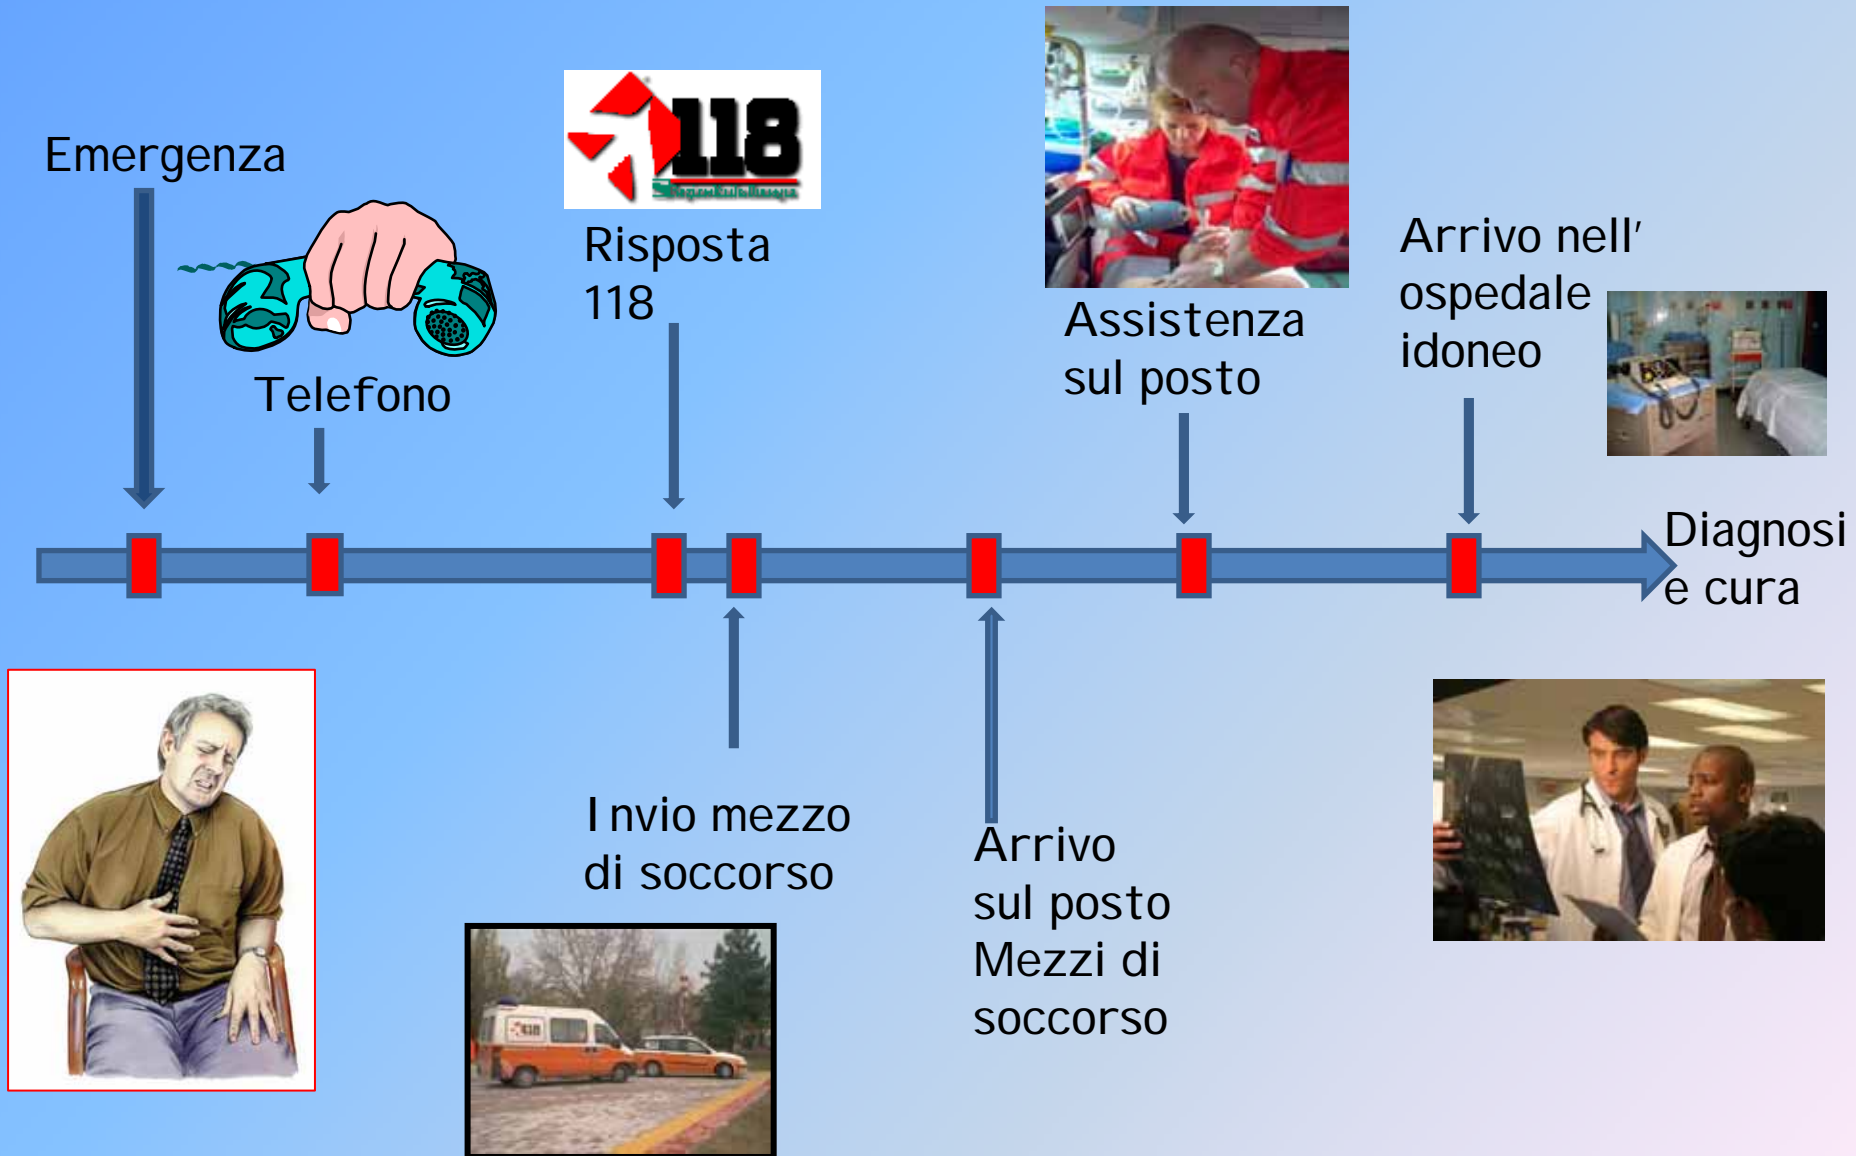 Emergenza
Telefono
118
Risposta
118
Invio mezzo
di soccorso
Arrivo
sul posto
Mezzi di
soccorso
Assistenza
sul posto
Arrivo nell'
ospedale
idoneo
Diagnosi
e cura
118